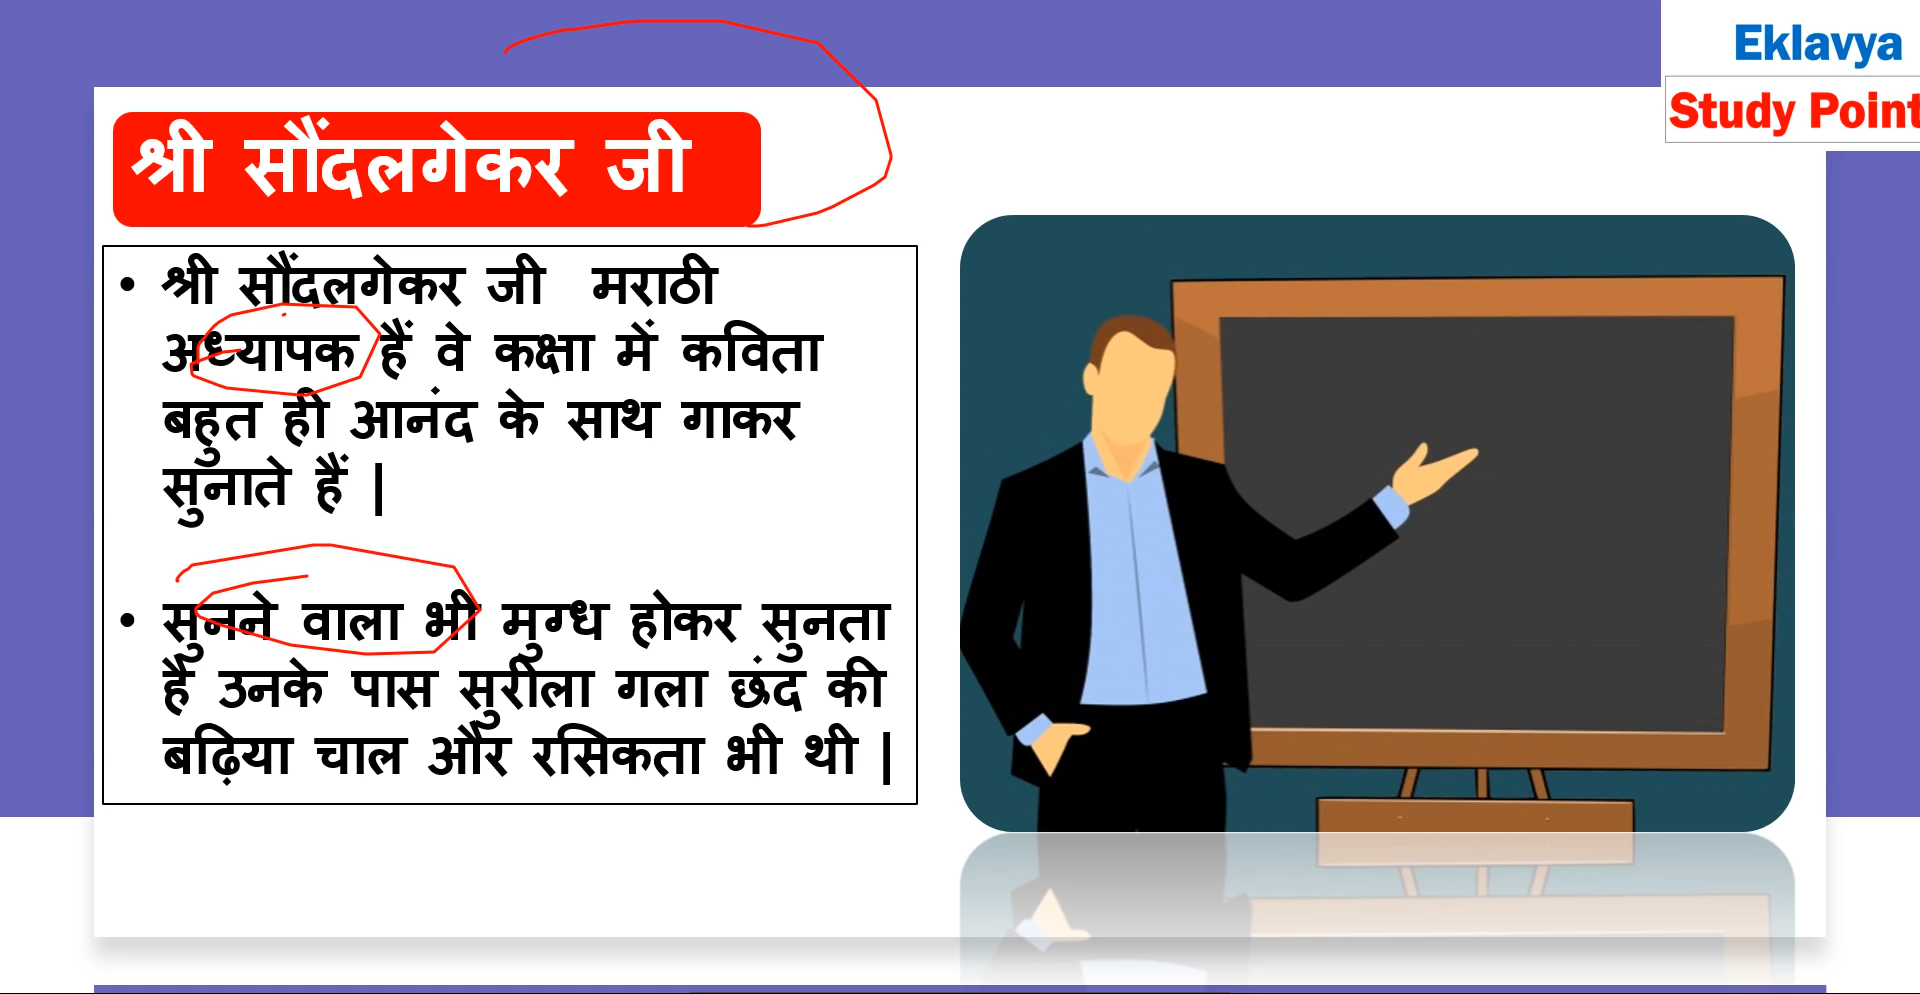 Eklavya
Study Point
श्री सौंदलगेकर जी
• श्री सौंदलगेकर जी मराठी
अध्यापक हैं वे कक्षा में कविता
बहुत ही आनंद के साथ गाकर
सुनाते हैं |
• सुनने वाला भी मुग्ध होकर सुनता
है उनके पास सुरीला गला छंद की
बढ़िया चाल और रसिकता भी थी |